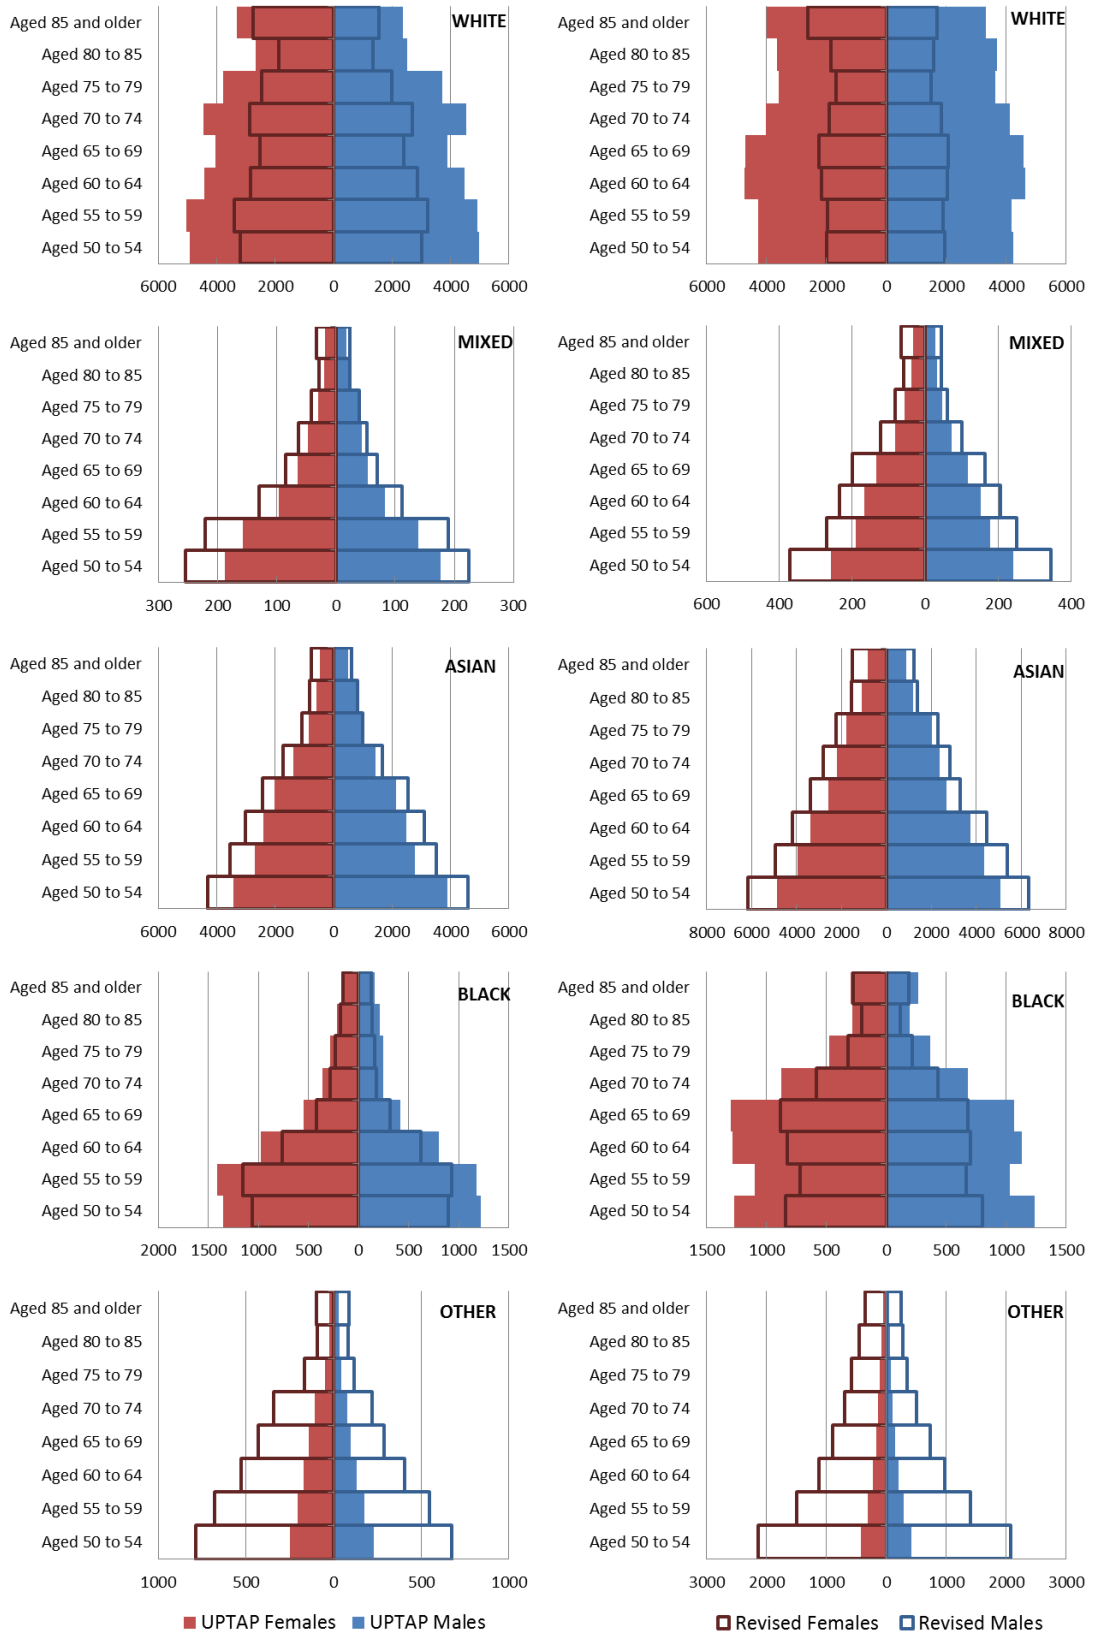 Aged 85 and older WHITE
Aged 80 to 85
Aged 75 to 79
Aged 70 to 74
Aged 65 to 69
Aged 60 to 64
Aged 55 to 59
Aged 50 to 54
6000 4000 2000 0 2000 4000 6000
Aged 85 and older WHITE
Aged 80 to 85
Aged 75 to 79
Aged 70 to 74
Aged 65 to 69
Aged 60 to 64
Aged 55 to 59
Aged 50 to 54
6000 4000 2000 0 2000 4000 6000
Aged 85 and older MIXED
Aged 80 to 85
Aged 75 to 79
Aged 70 to 74
Aged 65 to 69
Aged 60 to 64
Aged 55 to 59
Aged 50 to 54
300 200 100 0 100 200 300
Aged 85 and older MIXED
Aged 80 to 85
Aged 75 to 79
Aged 70 to 74
Aged 65 to 69
Aged 60 to 64
Aged 55 to 59
Aged 50 to 54
600 400 200 0 200 400
Aged 85 and older ASIAN
Aged 80 to 85
Aged 75 to 79
Aged 70 to 74
Aged 65 to 69
Aged 60 to 64
Aged 55 to 59
Aged 50 to 54
6000 4000 2000 0 2000 4000 6000
Aged 85 and older ASIAN
Aged 80 to 85
Aged 75 to 79
Aged 70 to 74
Aged 65 to 69
Aged 60 to 64
Aged 55 to 59
Aged 50 to 54
8000 6000 4000 2000 0 2000 4000 6000 8000
Aged 85 and older BLACK
Aged 80 to 85
Aged 75 to 79
Aged 70 to 74
Aged 65 to 69
Aged 60 to 64
Aged 55 to 59
Aged 50 to 54
2000 1500 1000 500 0 500 1000 1500
Aged 85 and older BLACK
Aged 80 to 85
Aged 75 to 79
Aged 70 to 74
Aged 65 to 69
Aged 60 to 64
Aged 55 to 59
Aged 50 to 54
1500 1000 500 0 500 1000 1500
Aged 85 and older OTHER
Aged 80 to 85
Aged 75 to 79
Aged 70 to 74
Aged 65 to 69
Aged 60 to 64
Aged 55 to 59
Aged 50 to 54
1000 500 0 500 1000
Aged 85 and older OTHER
Aged 80 to 85
Aged 75 to 79
Aged 70 to 74
Aged 65 to 69
Aged 60 to 64
Aged 55 to 59
Aged 50 to 54
3000 2000 1000 0 1000 2000 3000
UPTAP Females UPTAP Males
Revised Females Revised Males